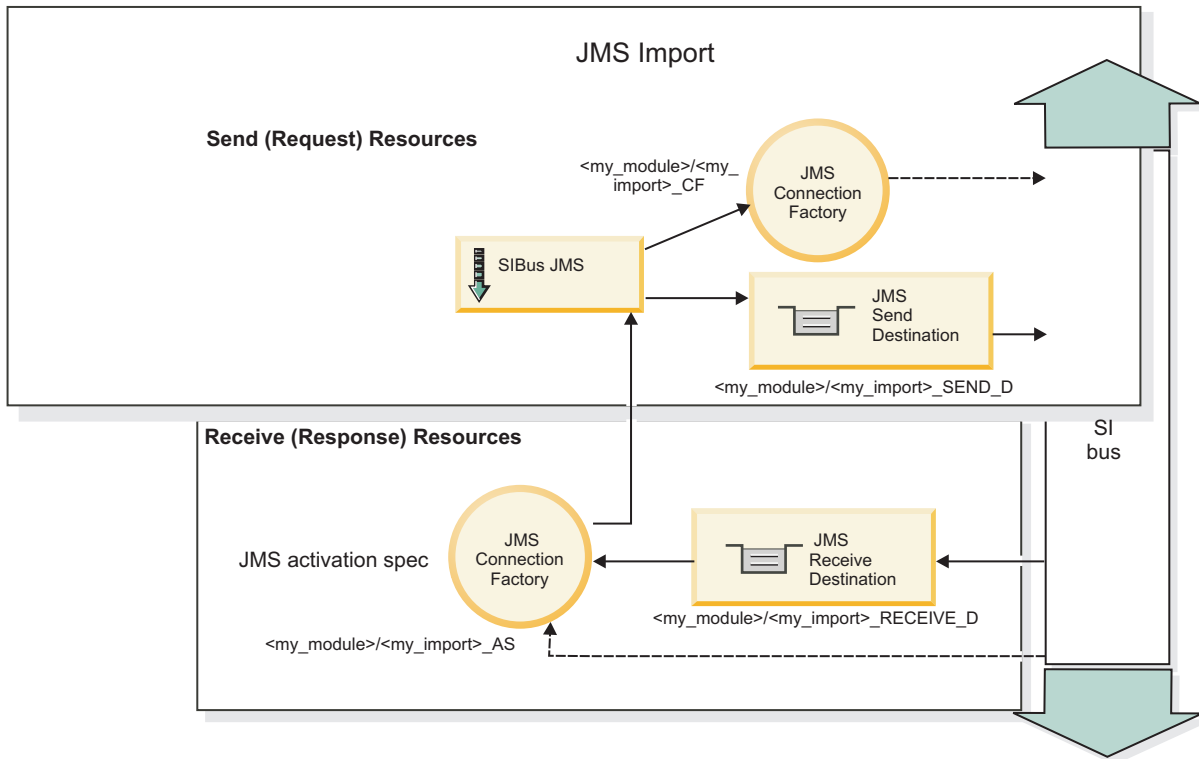 JMS Import
Send (Request) Resources
<my_module>/<my_
import>_CF
JMS
Connection
Factory
SIBus JMS
JMS
Send
Destination
<my_module>/<my_import>_SEND_D
Receive (Response) Resources
SI
bus
JMS activation spec
JMS
Connection
Factory
JMS
Receive
Destination
<my_module>/<my_import>_RECEIVE_D
<my_module>/<my_import>_AS